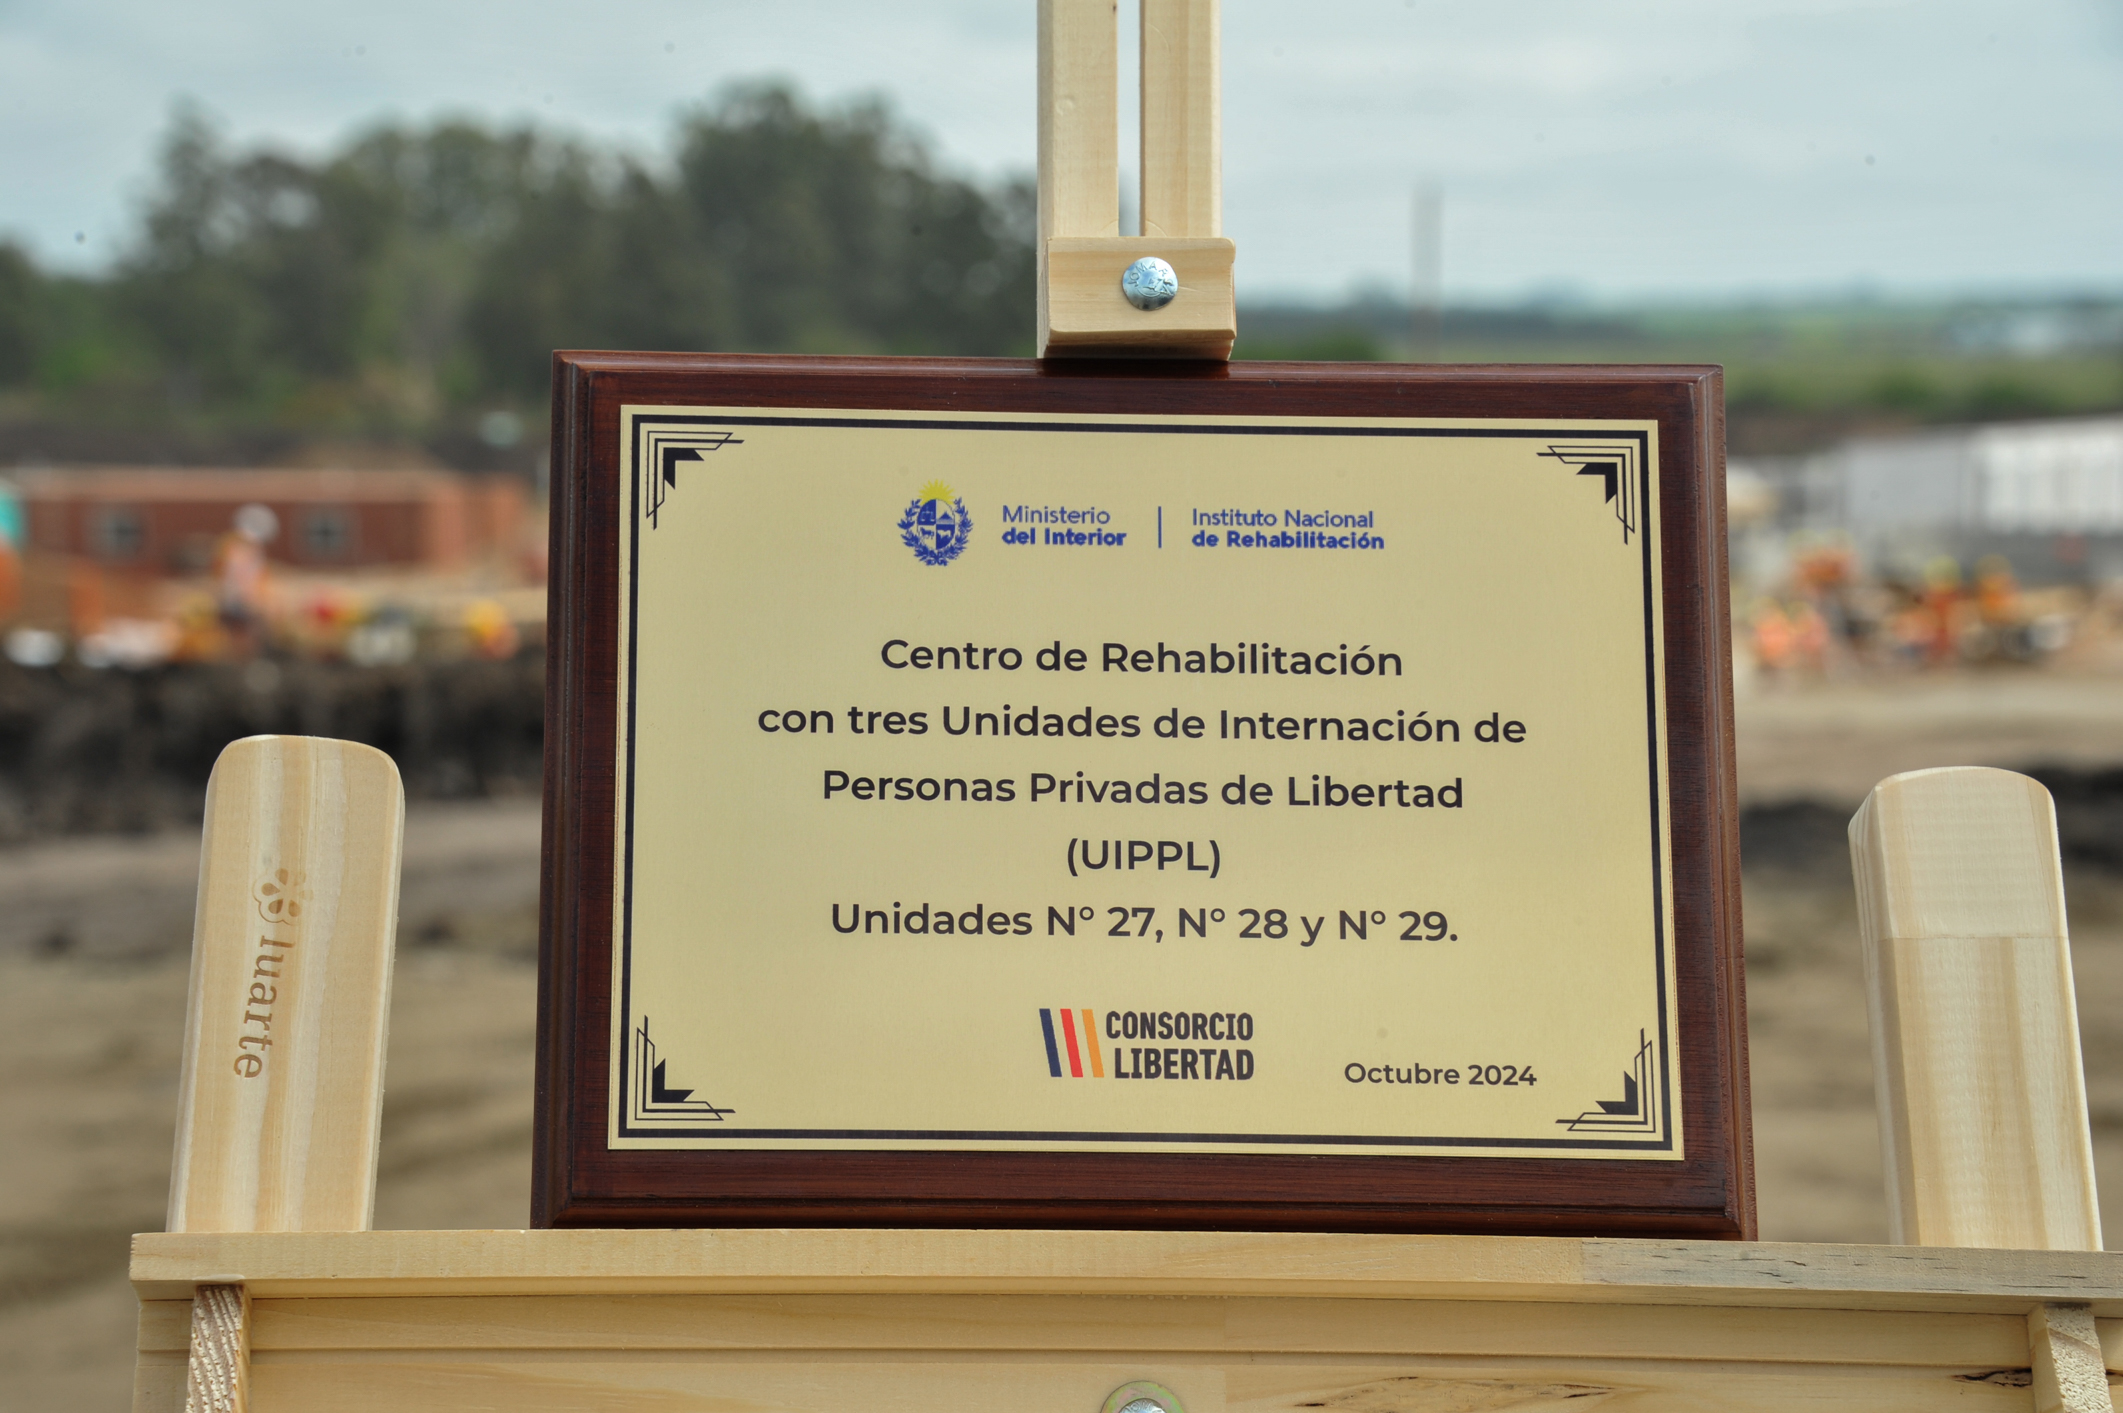 Ministerio
del Interior
Instituto Nacional
de Rehabilitación
Centro de Rehabilitación
con tres Unidades de Internación de
Personas Privadas de Libertad
(UIPPL)
Unidades N° 27, N° 28 y N° 29.
CONSORCIO
LIBERTAD
Octubre 2024
luarte